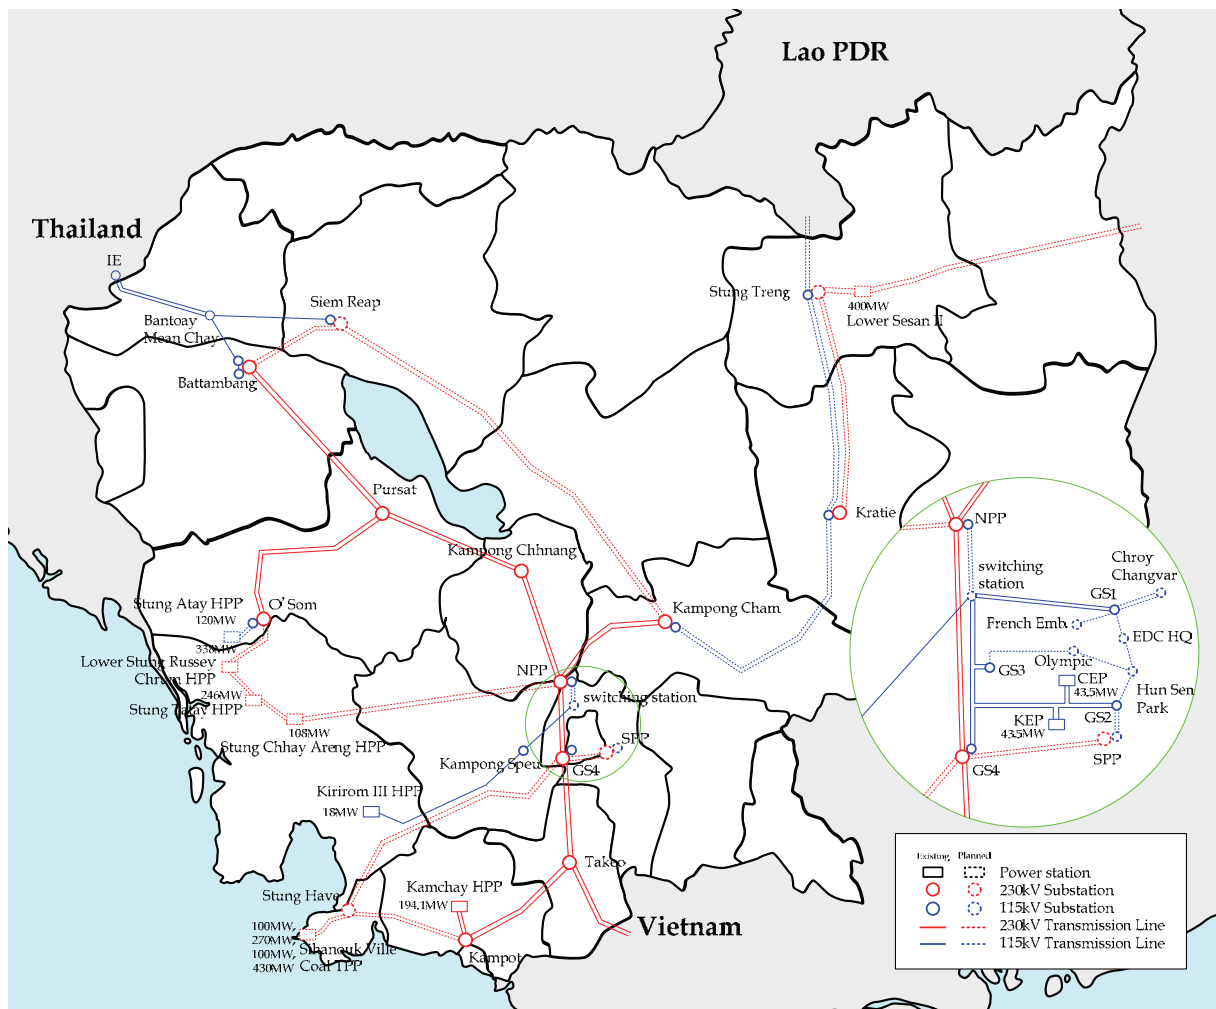 Lao PDR
Thailand
IE
Siem Reap
Stung Treng
400MW
Lower Sesan II
Bantoay
Mean Chay
Battambang
Pursat
Kratie
Kampong Chhnang
Stung Atay HPP
120MW
O'Som
338MW
Lower Stung Russey
Chrum HPP
246MW
Stung Tatay HPP
108MW
Stung Chhay Areng HPP
Kampong Cham
NPP
switching station
SPP
Kampong Speu
GS4
Kirirom III HPP
18MW
Takeo
Stung Have
Kamchay HPP
194.1MW
100MW,
270MW,
100MW,
430MW
Sihanouk Ville
Coal TPP
Kampot
Vietnam
NPP
switching
station
Chroy
Changvar
GS1
French Emb.
EDC HQ
Olympic
GS3
CEP
43.5MW
Hun Sen
Park
KEP
43.5MW
GS2
SPP
GS4
Existing Planned
Power station
230kV Substation
115kV Substation
230kV Transmission Line
115kV Transmission Line